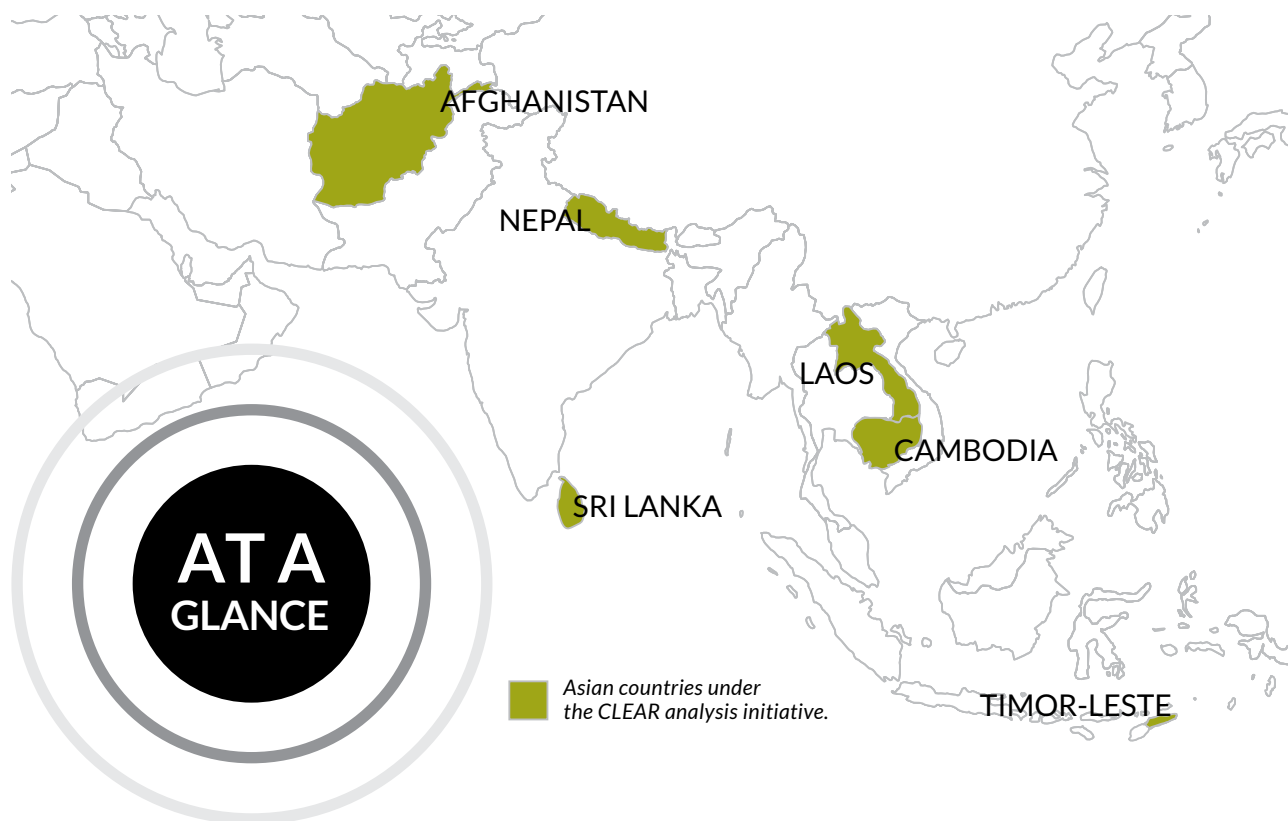 AFGHANISTAN
NEPAL
LAOS
CAMBODIA
SRI LANKA
AT A
GLANCE
Asian countries under
the CLEAR analysis initiative.
TIMOR-LESTE